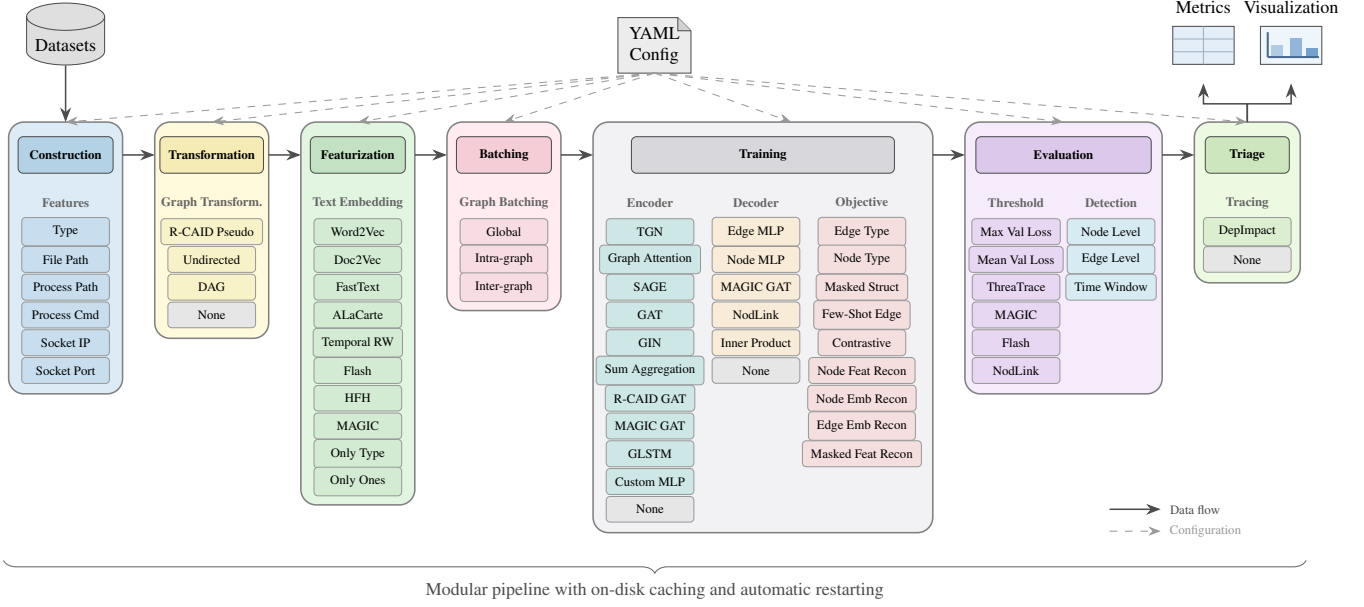 Datasets
YAML
Config
Metrics
Visualization
Construction
Features
Type
File Path
Process Path
Process Cmd
Socket IP
Socket Port
Transformation
Graph Transform.
R-CAID Pseudo
Undirected
DAG
None
Featurization
Text Embedding
Word2Vec
Doc2Vec
FastText
ALaCarte
Temporal RW
Flash
HFH
MAGIC
Only Type
Only Ones
Batching
Graph Batching
Global
Intra-graph
Inter-graph
Training
Encoder
TGN
Graph Attention
SAGE
GAT
GIN
Sum Aggregation
R-CAID GAT
MAGIC GAT
GLSTM
Custom MLP
None
Decoder
Edge MLP
Node MLP
MAGIC GAT
NodLink
Inner Product
None
Objective
Edge Type
Node Type
Masked Struct
Few-Shot Edge
Contrastive
Node Feat Recon
Node Emb Recon
Edge Emb Recon
Masked Feat Recon
Evaluation
Threshold
Max Val Loss
Mean Val Loss
ThreaTrace
MAGIC
Flash
NodLink
Detection
Node Level
Edge Level
Time Window
Triage
Tracing
DepImpact
None
Data flow
Configuration
Modular pipeline with on-disk caching and automatic restarting